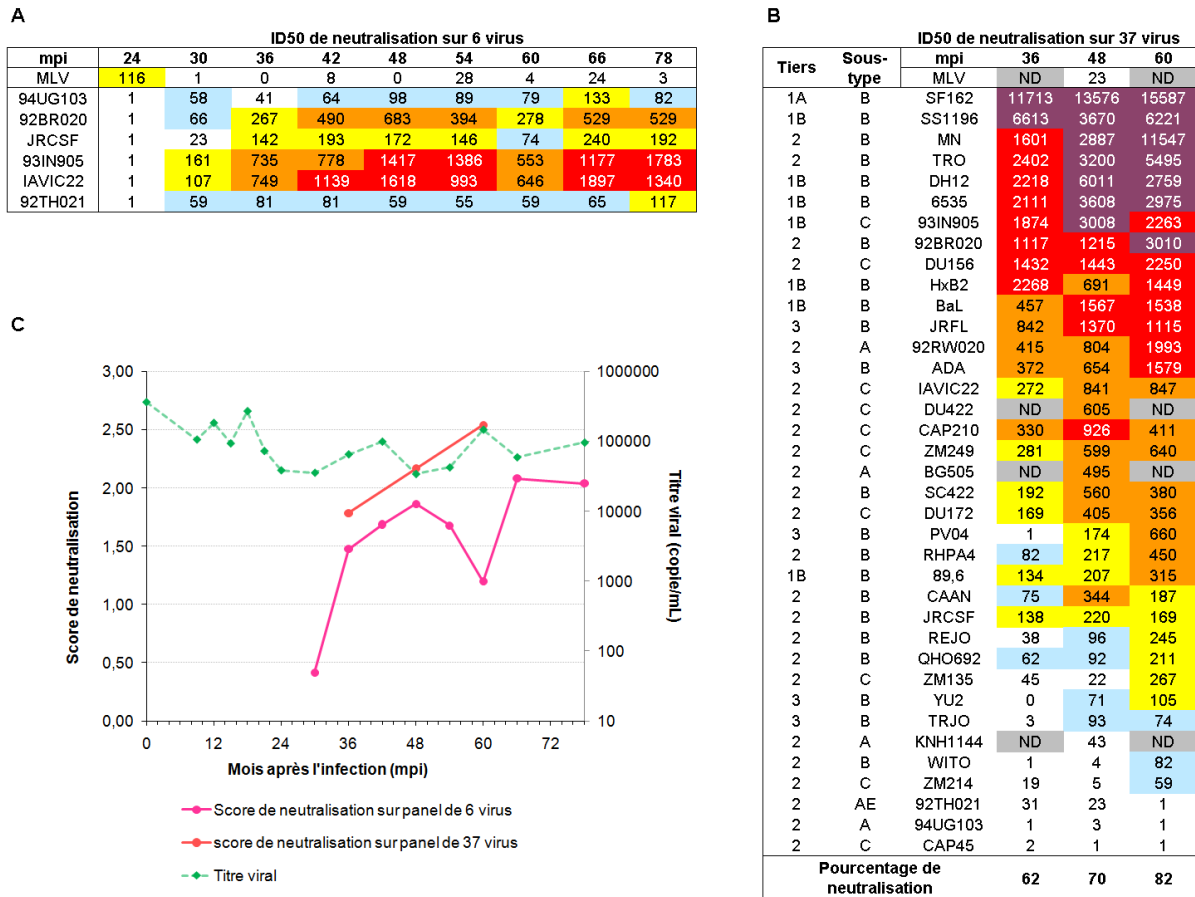 A
ID50 de neutralisation sur 6 virus
mpi 24 30 36 42 48 54 60 66 78
MLV 116 1 0 8 0 28 4 24 3
94UG103 1 58 41 64 98 89 79 133 82
92BR020 1 66 267 490 683 394 278 529 529
JRCSF 1 23 142 193 172 146 74 240 192
93IN905 1 161 735 778 1417 1386 553 1177 1783
IAVIC22 1 107 749 1139 1618 993 646 1897 1340
92TH021 1 59 81 81 59 55 59 65 117
B
ID50 de neutralisation sur 37 virus
Tiers Sous-type mpi 36 48 60
MLV ND 23 ND
1A B SF162 11713 13576 15587
1B B SS1196 6613 3670 6221
2 B MN 1601 2887 11547
2 B TRO 2402 3200 5495
1B B DH12 2218 6011 2759
1B B 6535 2111 3608 2975
1B C 93IN905 1874 3008 2263
2 B 92BR020 1117 1215 3010
2 C DU156 1432 1443 2250
1B B HxB2 2268 691 1449
1B B BaL 457 1567 1538
3 B JRFL 842 1370 1115
2 A 92RW020 415 804 1993
3 B ADA 372 654 1579
2 C IAVIC22 272 841 847
2 C DU422 ND 605 ND
2 C CAP210 330 926 411
2 C ZM249 281 599 640
2 A BG505 ND 495 ND
2 B SC422 192 560 380
2 C DU172 169 405 356
3 B PV04 1 174 660
2 B RHPA4 82 217 450
1B B 89,6 134 207 315
2 B CAAN 75 344 187
2 B JRCSF 138 220 169
2 B REJO 38 96 245
2 B QHO692 62 92 211
2 C ZM135 45 22 267
3 B YU2 0 71 105
3 B TRJO 3 93 74
2 A KNH1144 ND 43 ND
2 B WITO 1 4 82
2 C ZM214 19 5 59
2 AE 92TH021 31 23 1
2 A 94UG103 1 3 1
2 C CAP45 2 1 1
Pourcentage de neutralisation 62 70 82
C
Score de neutralisation
3,00
2,50
2,00
1,50
1,00
0,50
0,00
1000000
100000
10000
1000
100
10
Titre viral (copie/mL)
0 12 24 36 48 60 72
Mois après l'infection (mpi)
Score de neutralisation sur panel de 6 virus
score de neutralisation sur panel de 37 virus
Titre viral